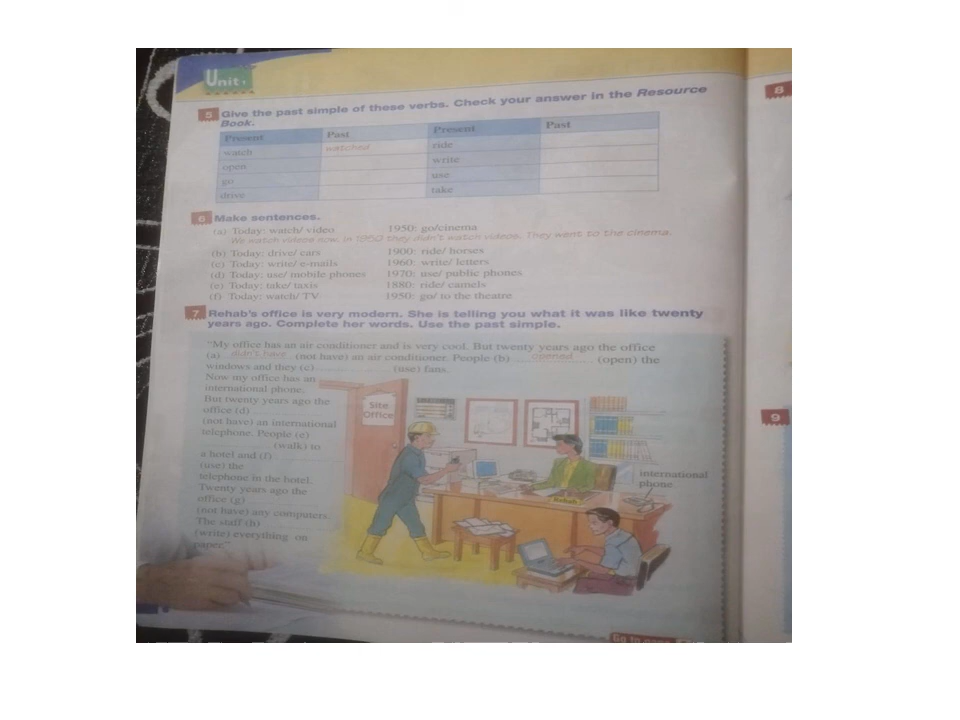 Unit
5 Give the past simple of these verbs. Check your answer in the Resource
Book.
Present Past Present Past
watch watched ride
open write
go use
drive take
6 Make sentences.
(a) Today: watch/ video 1950: go/cinema
We watch videos now. In 1950 they didn't watch videos. They went to the cinema.
(b) Today: drive/ cars 1900: ride/ horses
(c) Today: write/ e-mails 1960: write/ letters
(d) Today: use/ mobile phones 1970: use/ public phones
(e) Today: take/ taxis 1880: ride/ camels
(f) Today: watch/ TV 1950: go/ to the theatre
7 Rehab's office is very modern. She is telling you what it was like twenty
years ago. Complete her words. Use the past simple.
"My office has an air conditioner and is very cool. But twenty years ago the office
(a) didn't have (not have) an air conditioner. People (b) opened (open) the
windows and they (c) (use) fans.
Now my office has an
international phone.
But twenty years ago the
office (d)
(not have) an international
telephone. People (e)
(walk) to
a hotel and (f)
(use) the
telephone in the hotel.
Twenty years ago the
office (g)
(not have) any computers.
The staff (h)
(write) everything on
paper."
Site
Office
international
phone
Rehab
Go to page
8
9